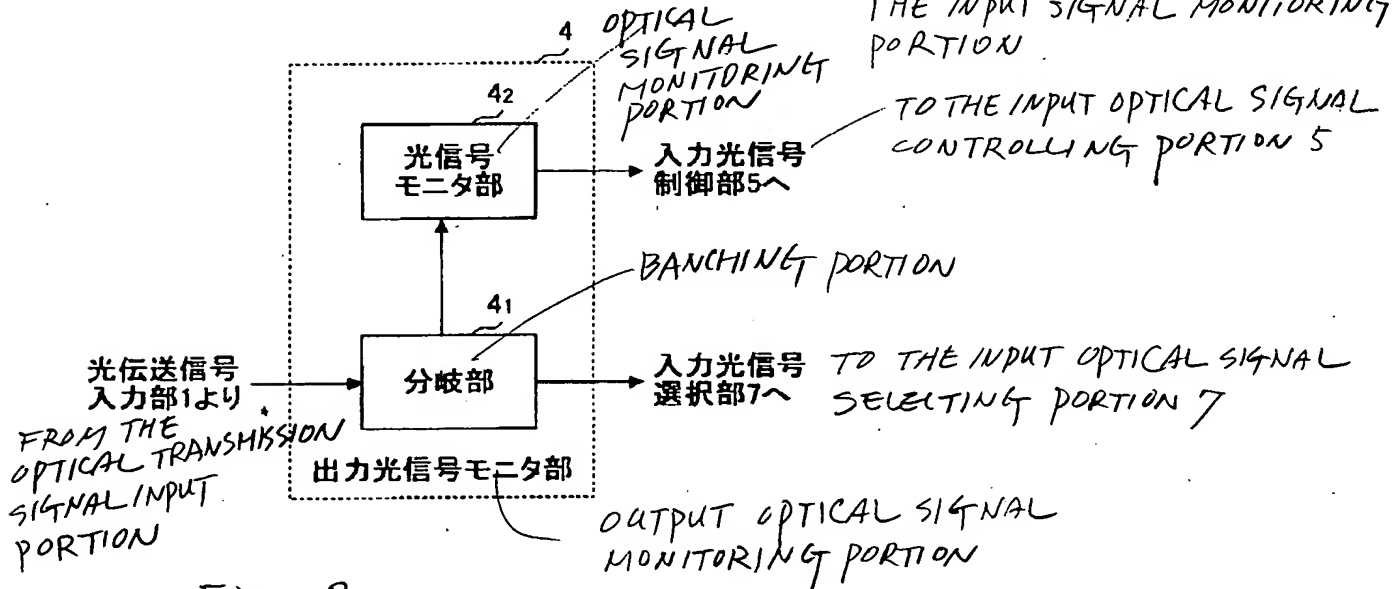 THE INPUT SIGNAL MONITORING
PORTION
4
OPTICAL
SIGNAL
MONITORING
PORTION
42
光信号
モニタ部
入力光信号
制御部5へ
TO THE INPUT OPTICAL SIGNAL
CONTROLLING PORTION 5
BANCHING PORTION
41
分岐部
光伝送信号
入力部1より
FROM THE
OPTICAL TRANSMISSION
SIGNAL INPUT
PORTION
入力光信号
選択部7へ
TO THE INPUT OPTICAL SIGNAL
SELECTING PORTION 7
出力光信号モニタ部
OUTPUT OPTICAL SIGNAL
MONITORING PORTION